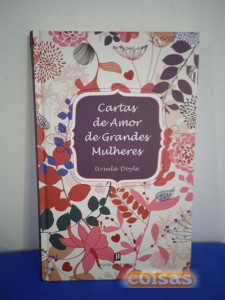 Cartas
de Amor
de Grandes
Mulheres
Ursula Doyle
B
coisas